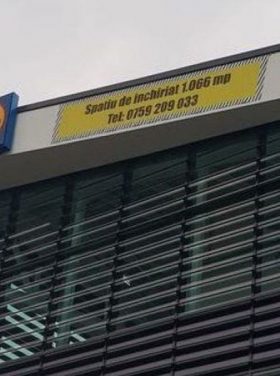 Spatiu de inchiriat 1.066 mp
Tel: 0759 209 033